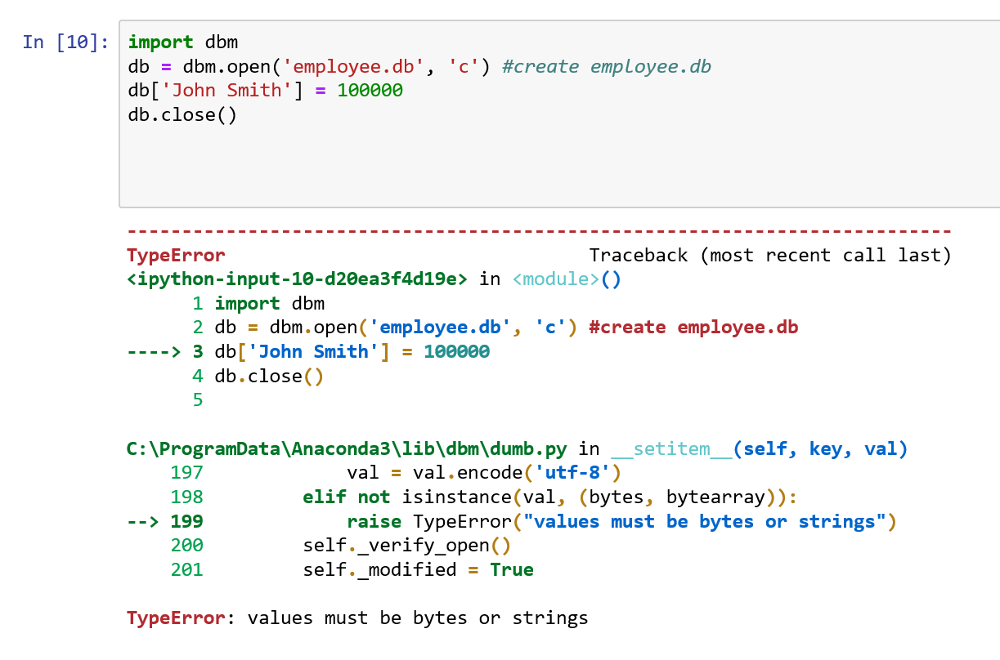 In [10]: import dbm
db = dbm.open('employee.db', 'c') #create employee.db
db['John Smith'] = 100000
db.close()
---------------------------------------------------------------------------
TypeError                                 Traceback (most recent call last)
<ipython-input-10-d20ea3f4d19e> in <module>()
      1 import dbm
      2 db = dbm.open('employee.db', 'c') #create employee.db
----> 3 db['John Smith'] = 100000
      4 db.close()
      5
C:\ProgramData\Anaconda3\lib\dbm\dumb.py in __setitem__(self, key, val)
    197             val = val.encode('utf-8')
    198         elif not isinstance(val, (bytes, bytearray)):
--> 199             raise TypeError("values must be bytes or strings")
    200         self._verify_open()
    201         self._modified = True
TypeError: values must be bytes or strings